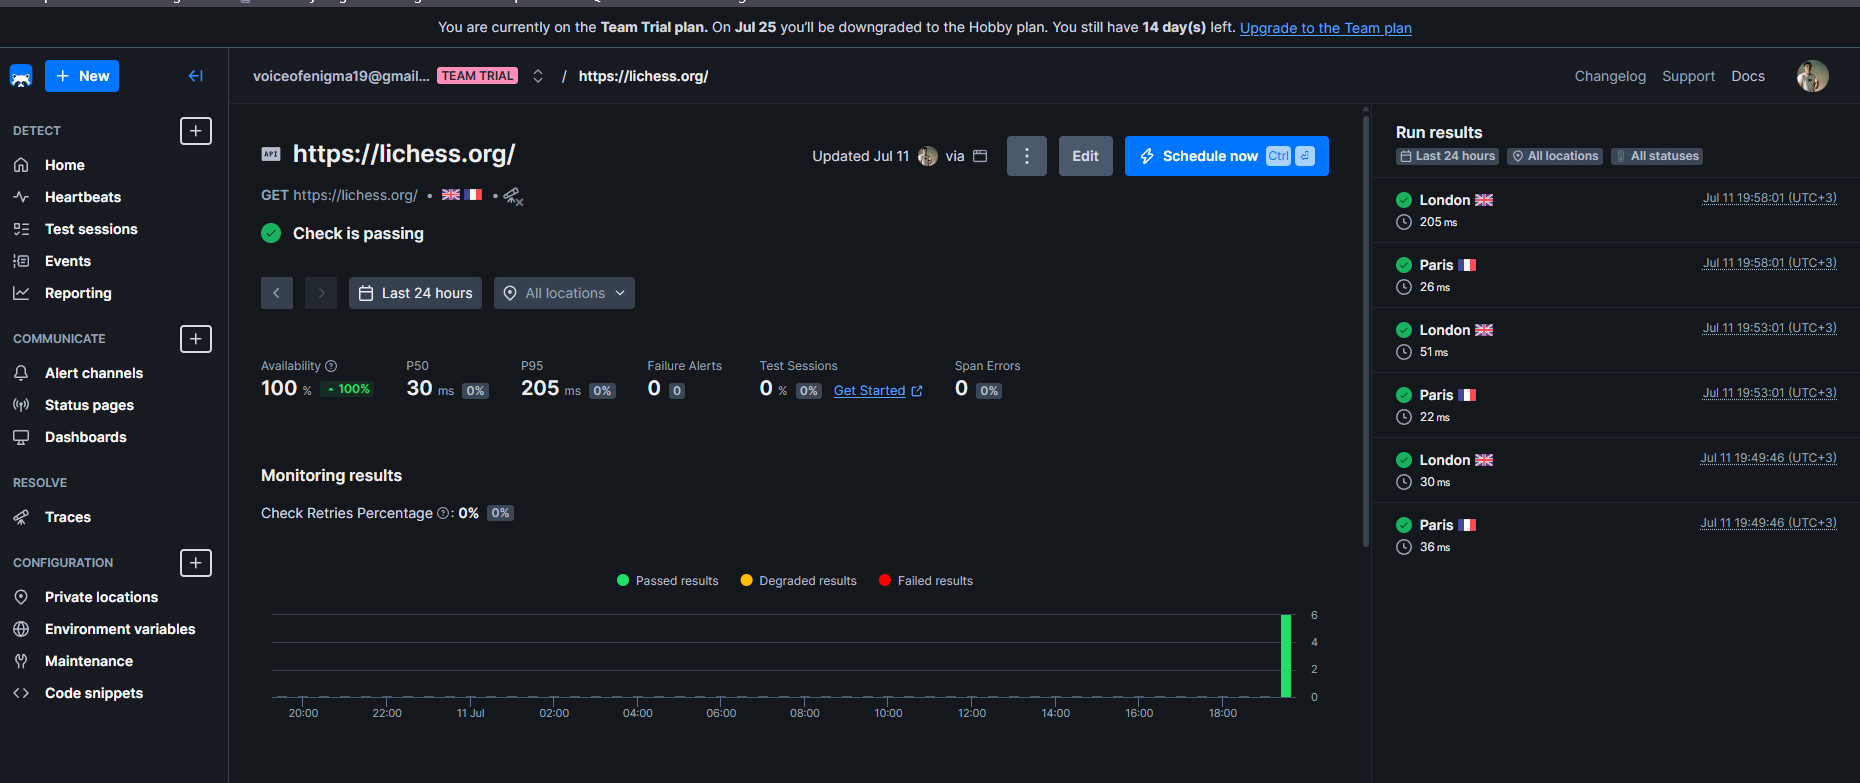 You are currently on the Team Trial plan. On Jul 25 you'll be downgraded to the Hobby plan. You still have 14 day(s) left. Upgrade to the Team plan
+ New
voiceofenigma19@gmail... TEAM TRIAL / https://lichess.org/
Changelog Support Docs
DETECT
Home
Heartbeats
Test sessions
Events
Reporting
COMMUNICATE
Alert channels
Status pages
Dashboards
RESOLVE
Traces
CONFIGURATION
Private locations
Environment variables
Maintenance
Code snippets
API https://lichess.org/
Updated Jul 11 via
Edit
Schedule now Ctrl
GET https://lichess.org/ • •
Check is passing
Last 24 hours
All locations
Availability P50 P95 Failure Alerts Test Sessions Span Errors
100 % 100% 30 ms 0% 205 ms 0% 0 0 0 % 0% Get Started 0 0%
Monitoring results
Check Retries Percentage : 0% 0%
Passed results Degraded results Failed results
6
4
2
0
20:00 22:00 11 Jul 02:00 04:00 06:00 08:00 10:00 12:00 14:00 16:00 18:00
Run results
Last 24 hours All locations All statuses
London Jul 11 19:58:01 (UTC+3)
205 ms
Paris Jul 11 19:58:01 (UTC+3)
26 ms
London Jul 11 19:53:01 (UTC+3)
51 ms
Paris Jul 11 19:53:01 (UTC+3)
22 ms
London Jul 11 19:49:46 (UTC+3)
30 ms
Paris Jul 11 19:49:46 (UTC+3)
36 ms